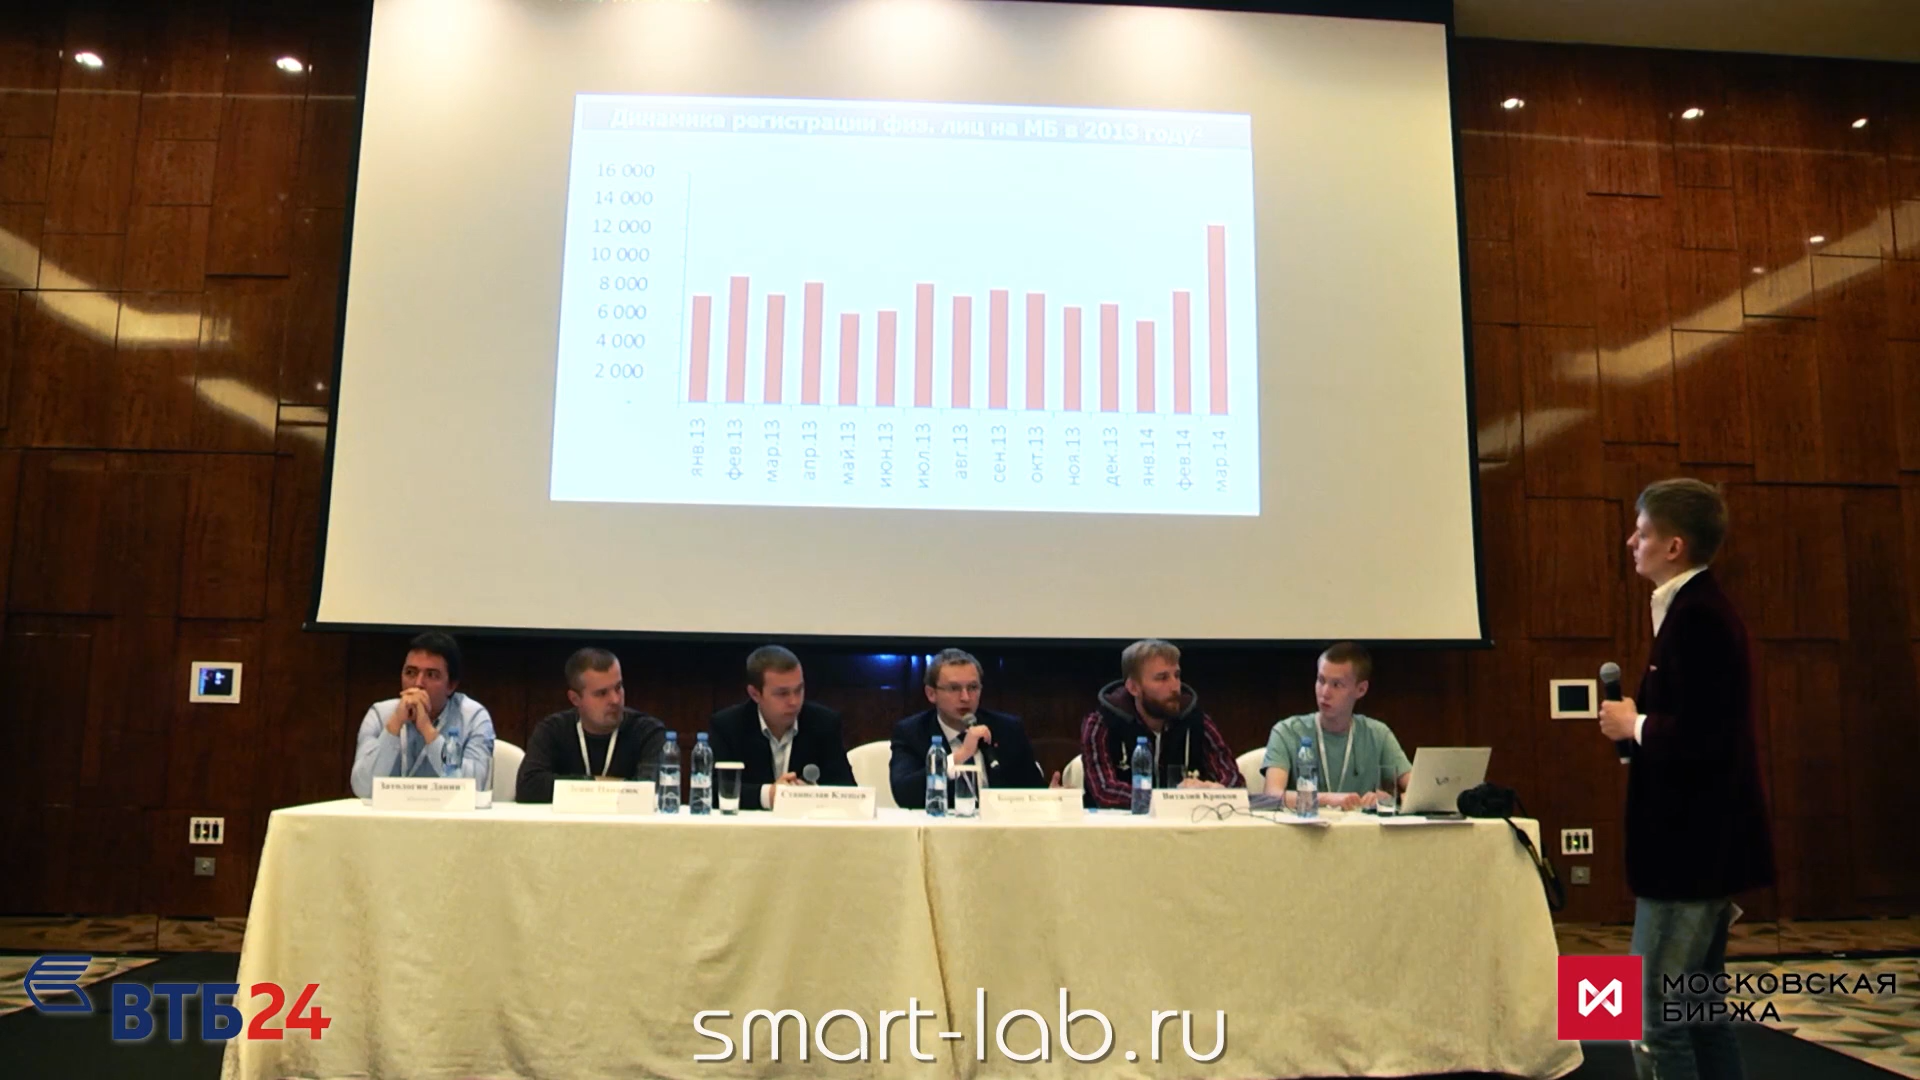 Динамика регистрации физ. лиц на МБ в 2013 году?
16 000
14 000
12 000
10 000
8 000
6 000
4 000
2 000
-
янв.13
фев.13
мар.13
апр.13
май.13
июн.13
июл.13
авг.13
сен.13
окт.13
ноя.13
дек.13
янв.14
фев.14
мар.14
Станислав Клещев
Виталий Крюков
ВТБ24
smart-lab.ru
МОСКОВСКАЯ
БИРЖА